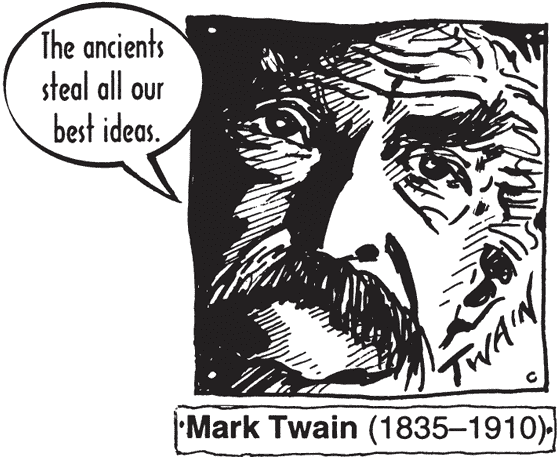 The ancients
steal all our
best ideas.
TWAIN
c
Mark Twain (1835–1910)